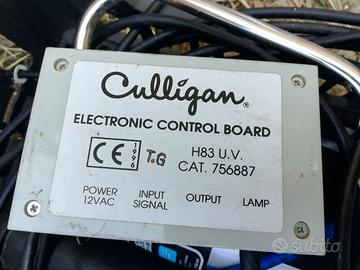 Culligan®
ELECTRONIC CONTROL BOARD
CE 1996 T.G H83 U.V.
CAT. 756887
POWER INPUT OUTPUT LAMP
12VAC SIGNAL
subito